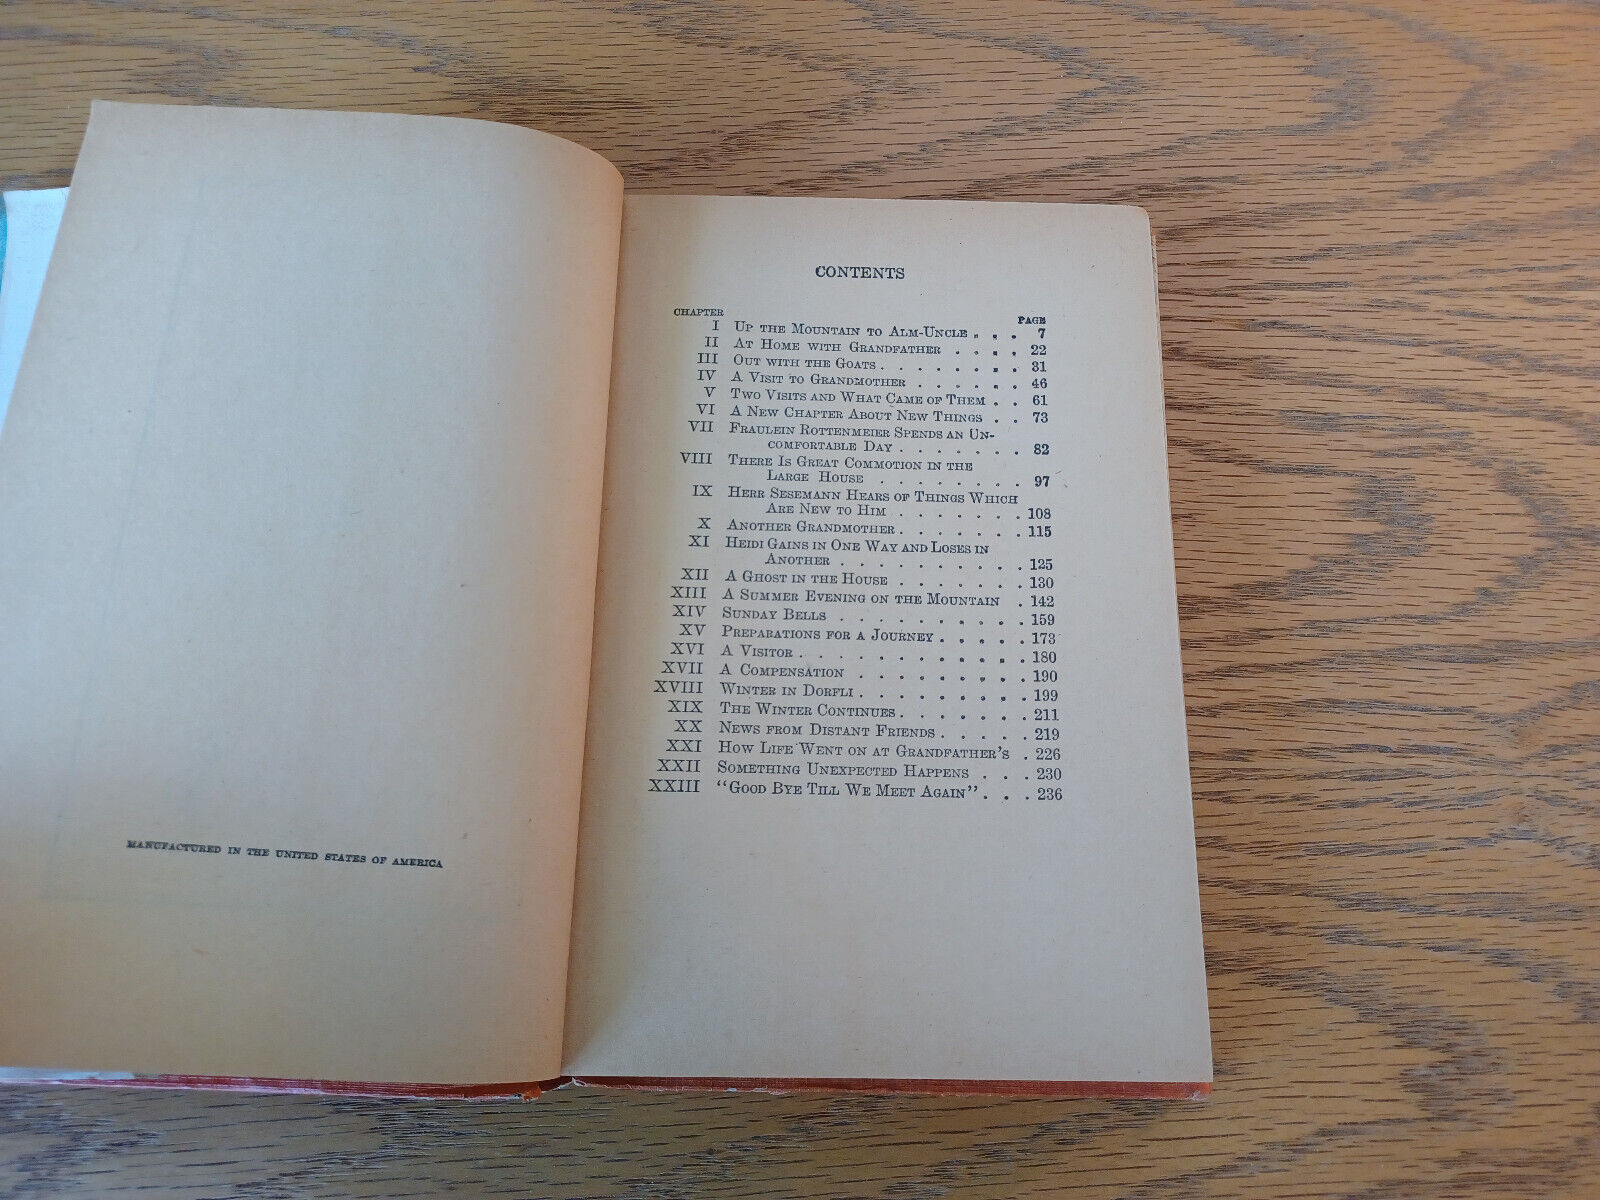 MANUFACTURED IN THE UNITED STATES OF AMERICA
CONTENTS
CHAPTER PAGE
I UP THE MOUNTAIN TO ALM-UNCLE . . . 7
II AT HOME WITH GRANDFATHER . . . . 22
III OUT WITH THE GOATS . . . . . . . . 31
IV A VISIT TO GRANDMOTHER . . . . . . 46
V TWO VISITS AND WHAT CAME OF THEM . . 61
VI A NEW CHAPTER ABOUT NEW THINGS . . 73
VII FRAULEIN ROTTENMEIER SPENDS AN UN-
COMFORTABLE DAY . . . . . . . 82
VIII THERE IS GREAT COMMOTION IN THE
LARGE HOUSE . . . . . . . . 97
IX HERR SESEMANN HEARS OF THINGS WHICH
ARE NEW TO HIM . . . . . . . 108
X ANOTHER GRANDMOTHER . . . . . . . 115
XI HEIDI GAINS IN ONE WAY AND LOSES IN
ANOTHER . . . . . . . . . . 125
XII A GHOST IN THE HOUSE . . . . . . . 130
XIII A SUMMER EVENING ON THE MOUNTAIN . 142
XIV SUNDAY BELLS . . . . . . . . . . 159
XV PREPARATIONS FOR A JOURNEY . . . . . 173
XVI A VISITOR . . . . . . . . . . . 180
XVII A COMPENSATION . . . . . . . . . 190
XVIII WINTER IN DORFLI . . . . . . . . . 199
XIX THE WINTER CONTINUES . . . . . . . 211
XX NEWS FROM DISTANT FRIENDS . . . . . 219
XXI HOW LIFE WENT ON AT GRANDFATHER'S . 226
XXII SOMETHING UNEXPECTED HAPPENS . . . 230
XXIII "GOOD BYE TILL WE MEET AGAIN" . . . 236